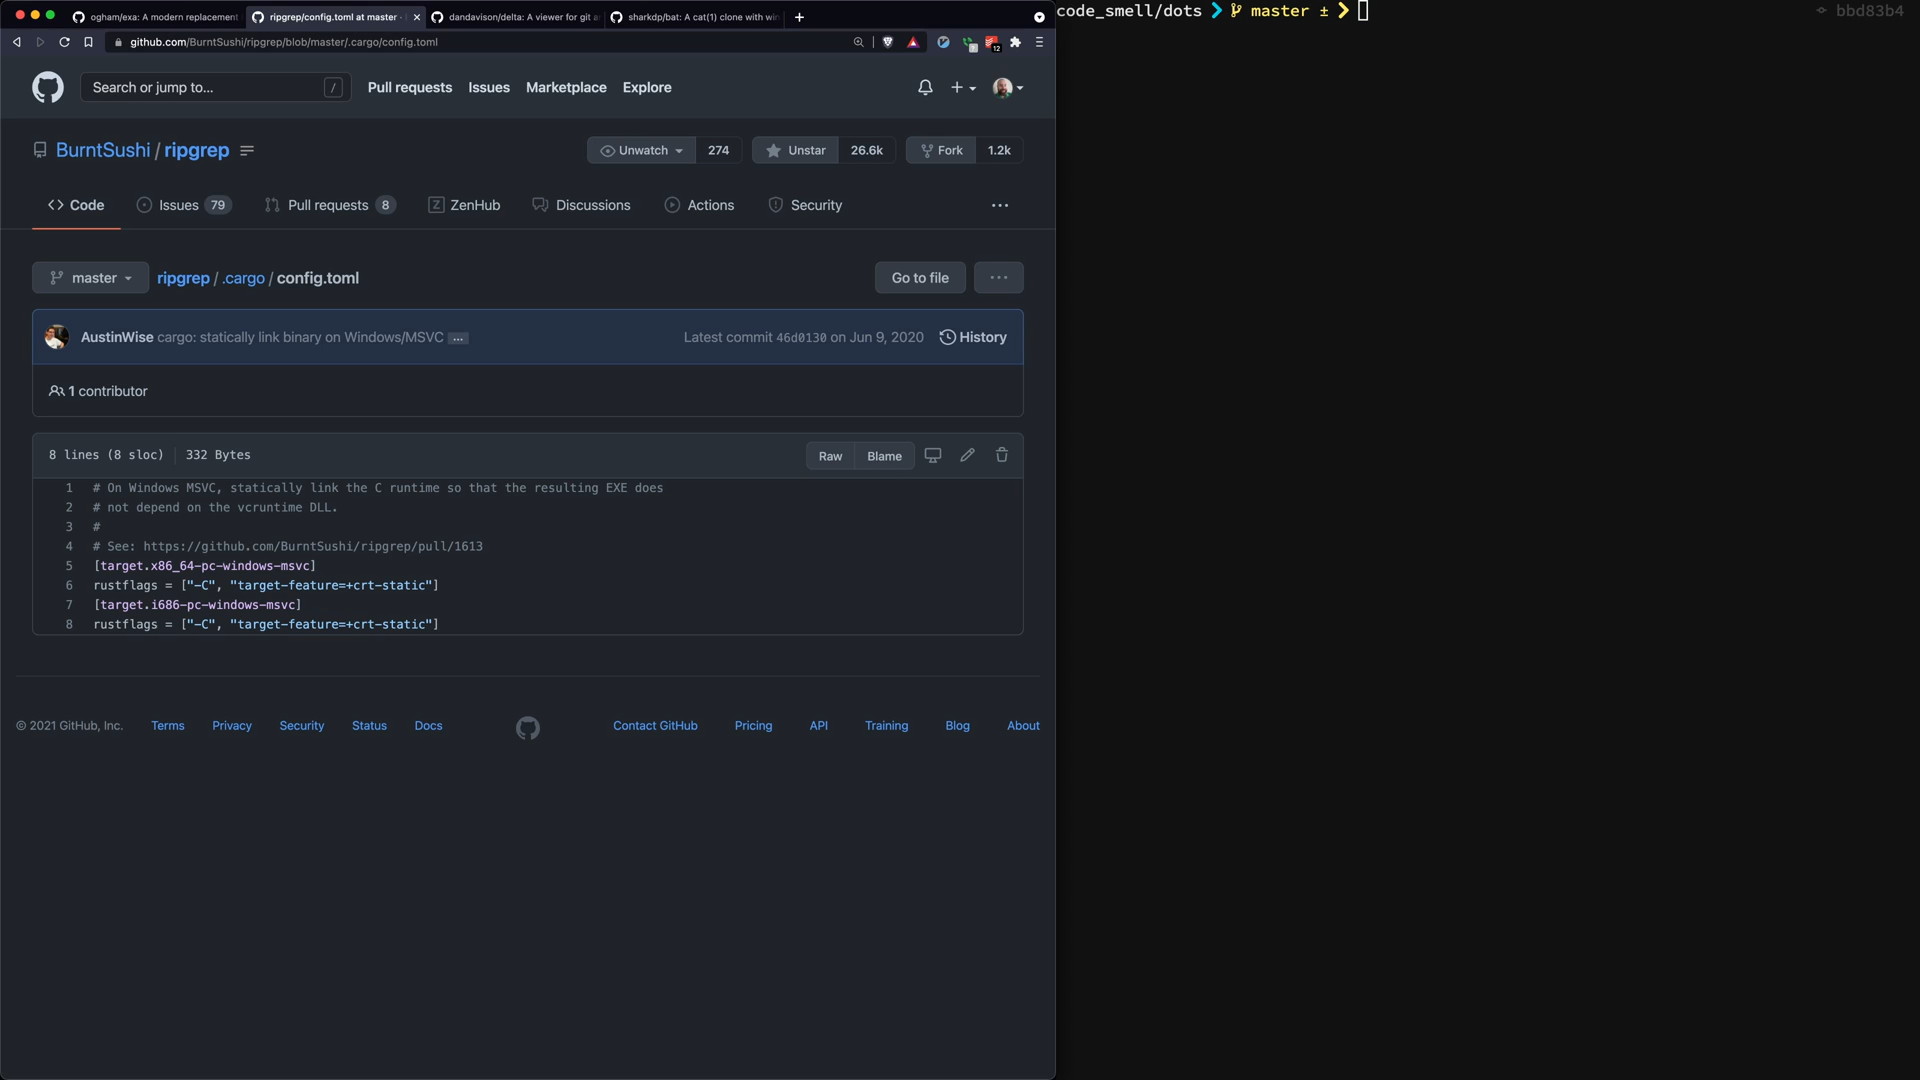 ogham/exa: A modern replacement
ripgrep/config.toml at master ·
dandavison/delta: A viewer for git a
sharkdp/bat: A cat(1) clone with win
github.com/BurntSushi/ripgrep/blob/master/.cargo/config.toml
12
Search or jump to... /
Pull requests Issues Marketplace Explore
BurntSushi / ripgrep
Unwatch 274 Unstar 26.6k Fork 1.2k
Code Issues 79 Pull requests 8 ZenHub Discussions Actions Security ...
master ripgrep / .cargo / config.toml Go to file ...
AustinWise cargo: statically link binary on Windows/MSVC ... Latest commit 46d0130 on Jun 9, 2020 History
1 contributor
8 lines (8 sloc) 332 Bytes Raw Blame
1 # On Windows MSVC, statically link the C runtime so that the resulting EXE does
2 # not depend on the vcruntime DLL.
3 #
4 # See: https://github.com/BurntSushi/ripgrep/pull/1613
5 [target.x86_64-pc-windows-msvc]
6 rustflags = ["-C", "target-feature=+crt-static"]
7 [target.i686-pc-windows-msvc]
8 rustflags = ["-C", "target-feature=+crt-static"]
© 2021 GitHub, Inc. Terms Privacy Security Status Docs Contact GitHub Pricing API Training Blog About
code_smell/dots ❯ master ± ❯ bbd83b4